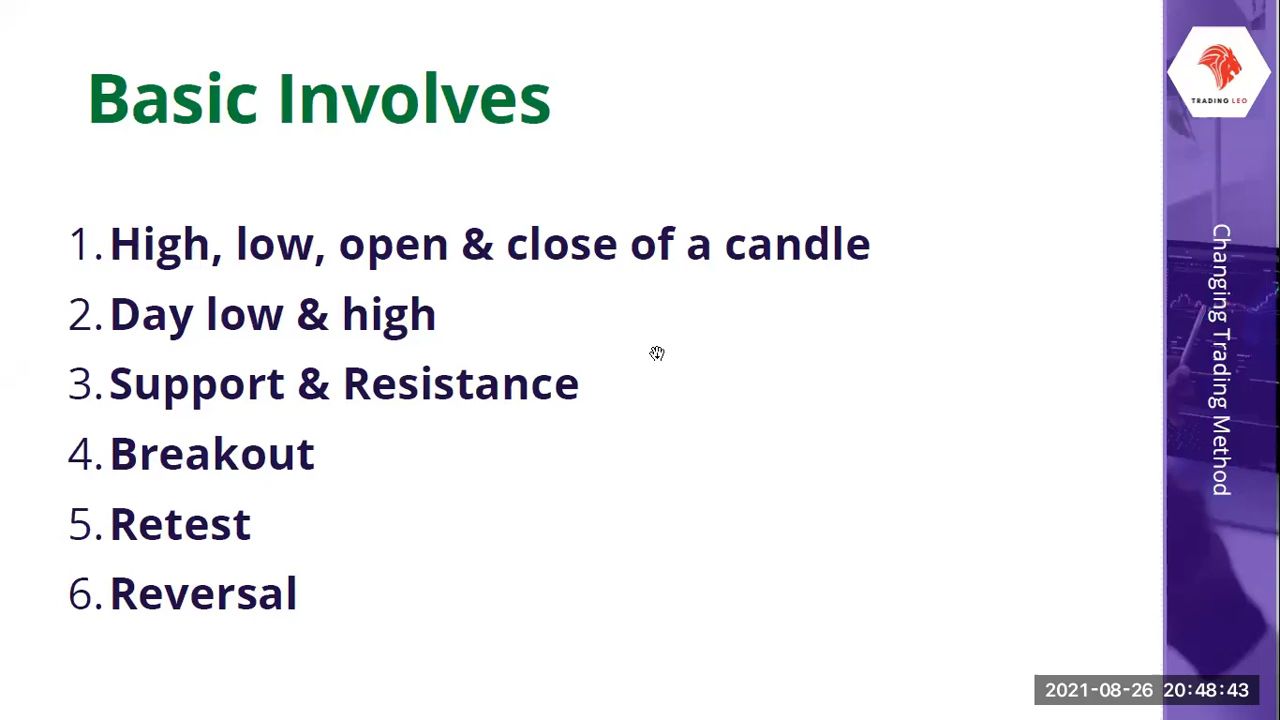 Basic Involves
1. High, low, open & close of a candle
2. Day low & high
3. Support & Resistance
4. Breakout
5. Retest
6. Reversal
TRADING LEO
Changing Trading Method
2021-08-26 20:48:43